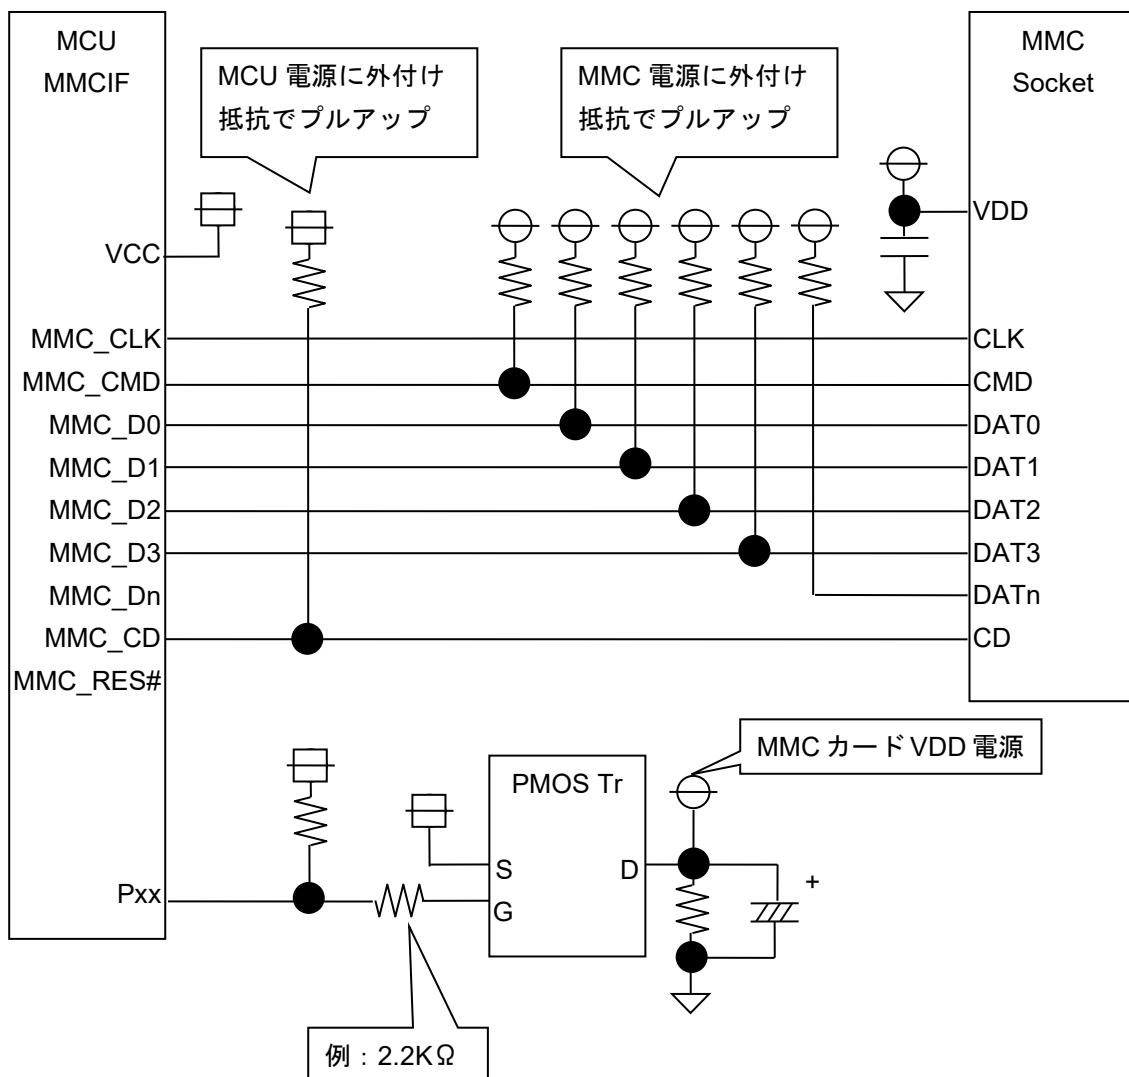 MCU
MMCIF
MCU 電源に外付け
抵抗でプルアップ
MMC 電源に外付け
抵抗でプルアップ
MMC
Socket
VCC
VDD
MMC_CLK
CLK
MMC_CMD
CMD
MMC_D0
DAT0
MMC_D1
DAT1
MMC_D2
DAT2
MMC_D3
DAT3
MMC_Dn
DATn
MMC_CD
CD
MMC_RES#
MMC カード VDD 電源
PMOS Tr
S
D
G
+
Pxx
例：2.2KΩ